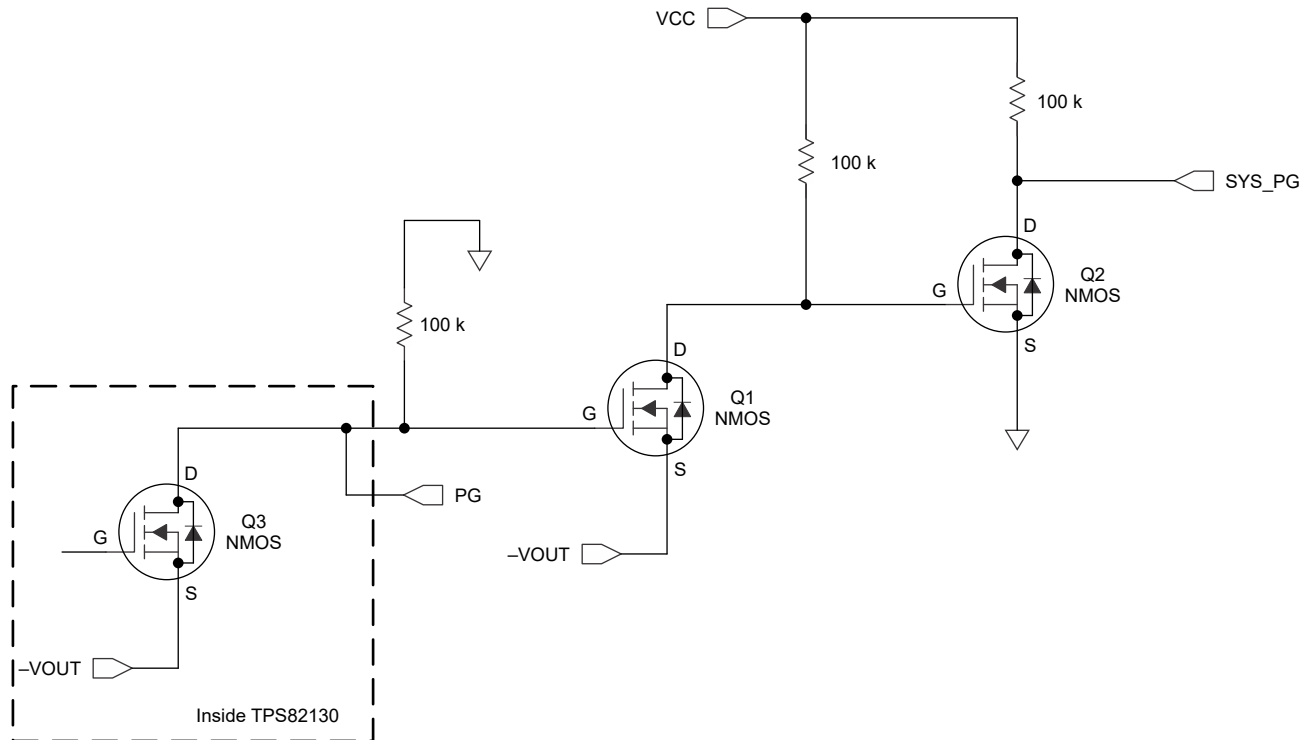 VCC
100 k
100 k
SYS_PG
D
G
Q2
NMOS
S
100 k
D
G
Q1
NMOS
S
PG
D
G
Q3
NMOS
S
–VOUT
–VOUT
Inside TPS82130